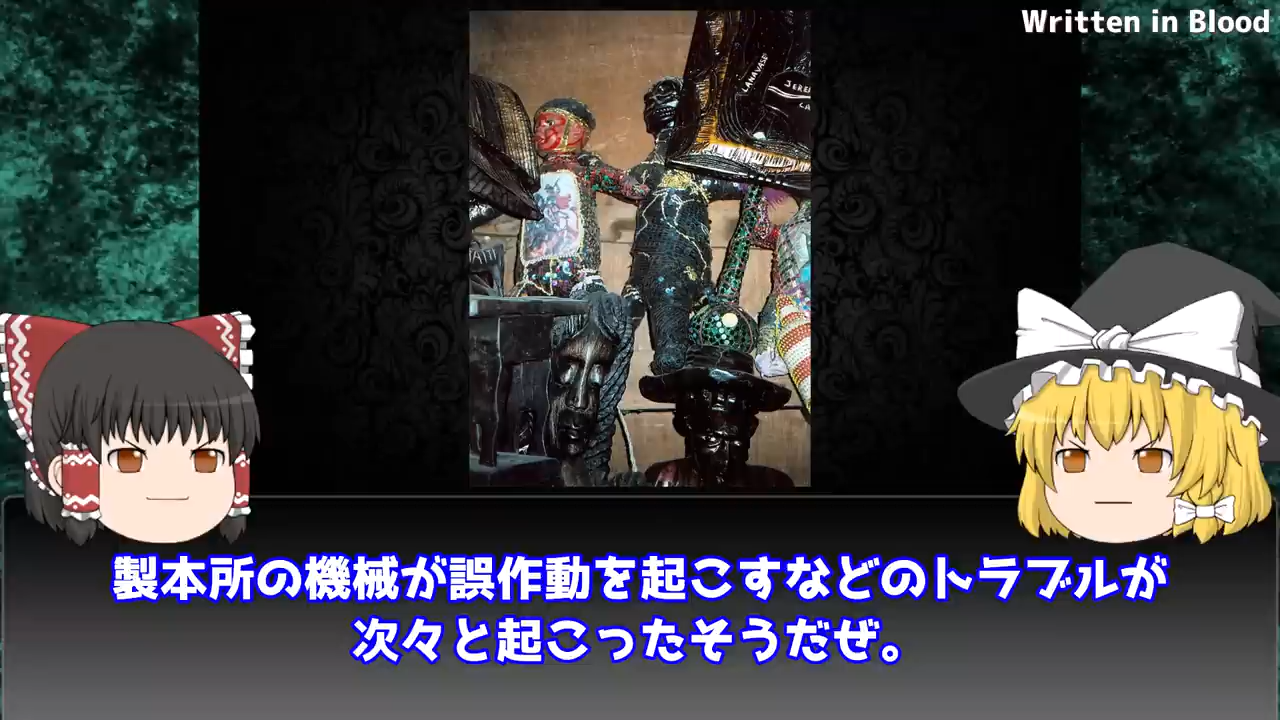 Written in Blood
LANAVASE
製本所の機械が誤作動を起こすなどのトラブルが
次々と起こったそうだぜ。